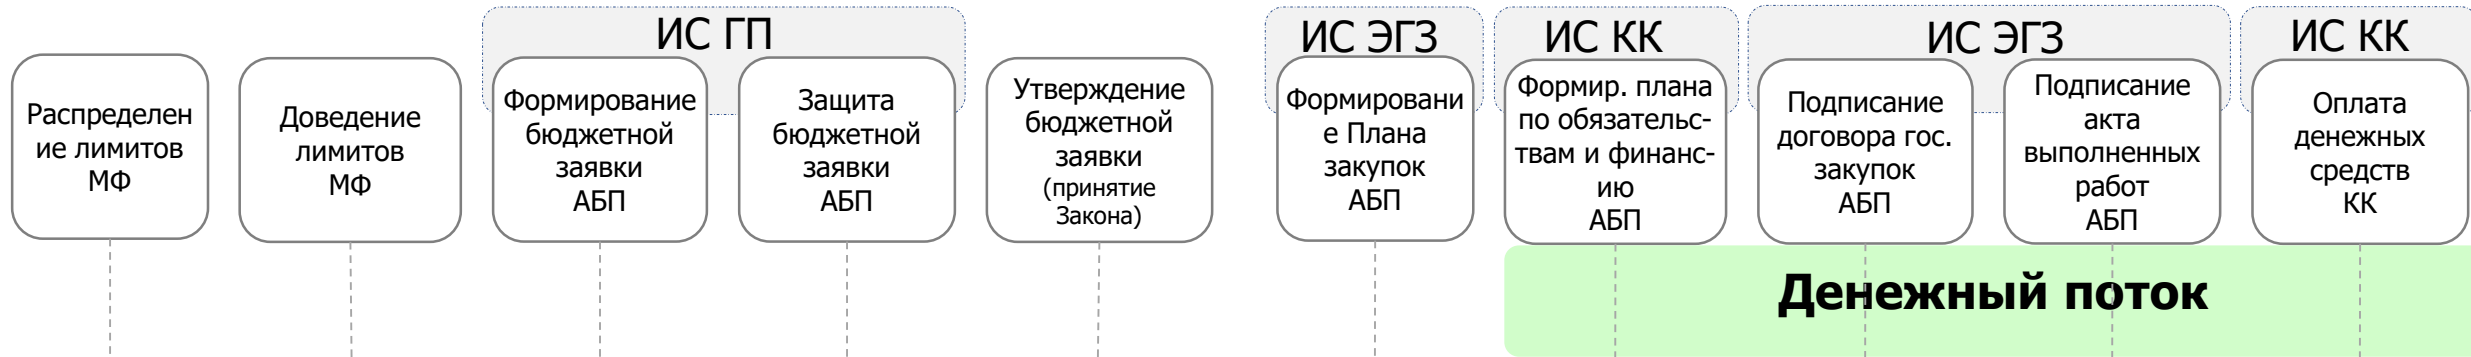 ИС ГП
ИС ЭГЗ
ИС КК
ИС ЭГЗ
ИС КК
Распределен
ие лимитов
МФ
Доведение
лимитов
МФ
Формирование
бюджетной
заявки
АБП
Защита
бюджетной
заявки
АБП
Утверждение
бюджетной
заявки
(принятие
Закона)
Формировани
е Плана
закупок
АБП
Формир. плана
по обязательс-
твам и финанс-
ию
АБП
Подписание
договора гос.
закупок
АБП
Подписание
акта
выполненных
работ
АБП
Оплата
денежных
средств
КК
Денежный поток